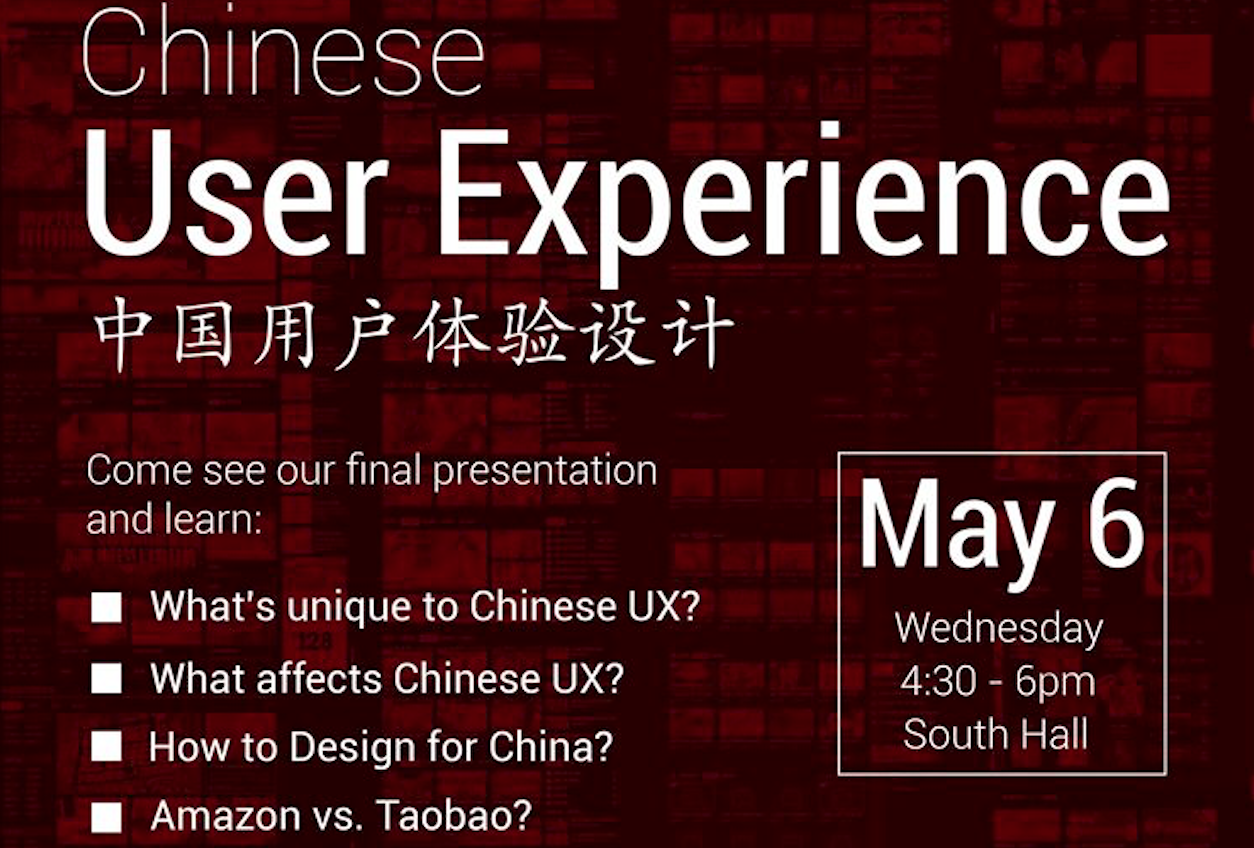 Chinese
User Experience
中国用户体验设计
Come see our final presentation
and learn:
What's unique to Chinese UX?
What affects Chinese UX?
How to Design for China?
Amazon vs. Taobao?
May 6
Wednesday
4:30 - 6pm
South Hall